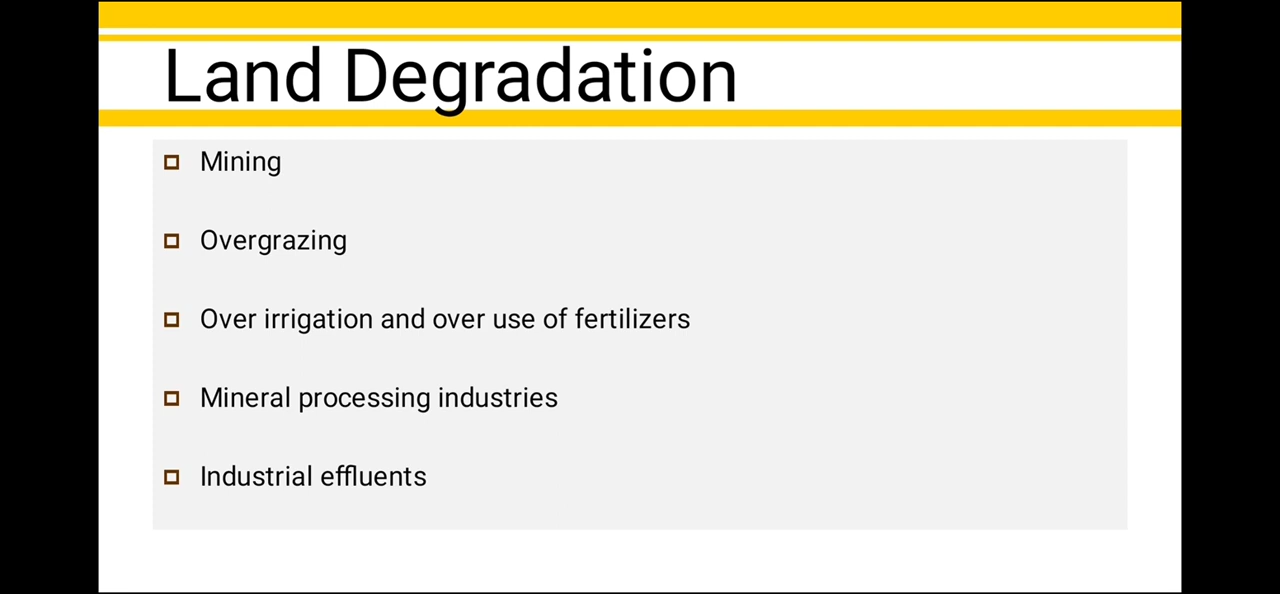 Land Degradation
Mining
Overgrazing
Over irrigation and over use of fertilizers
Mineral processing industries
Industrial effluents